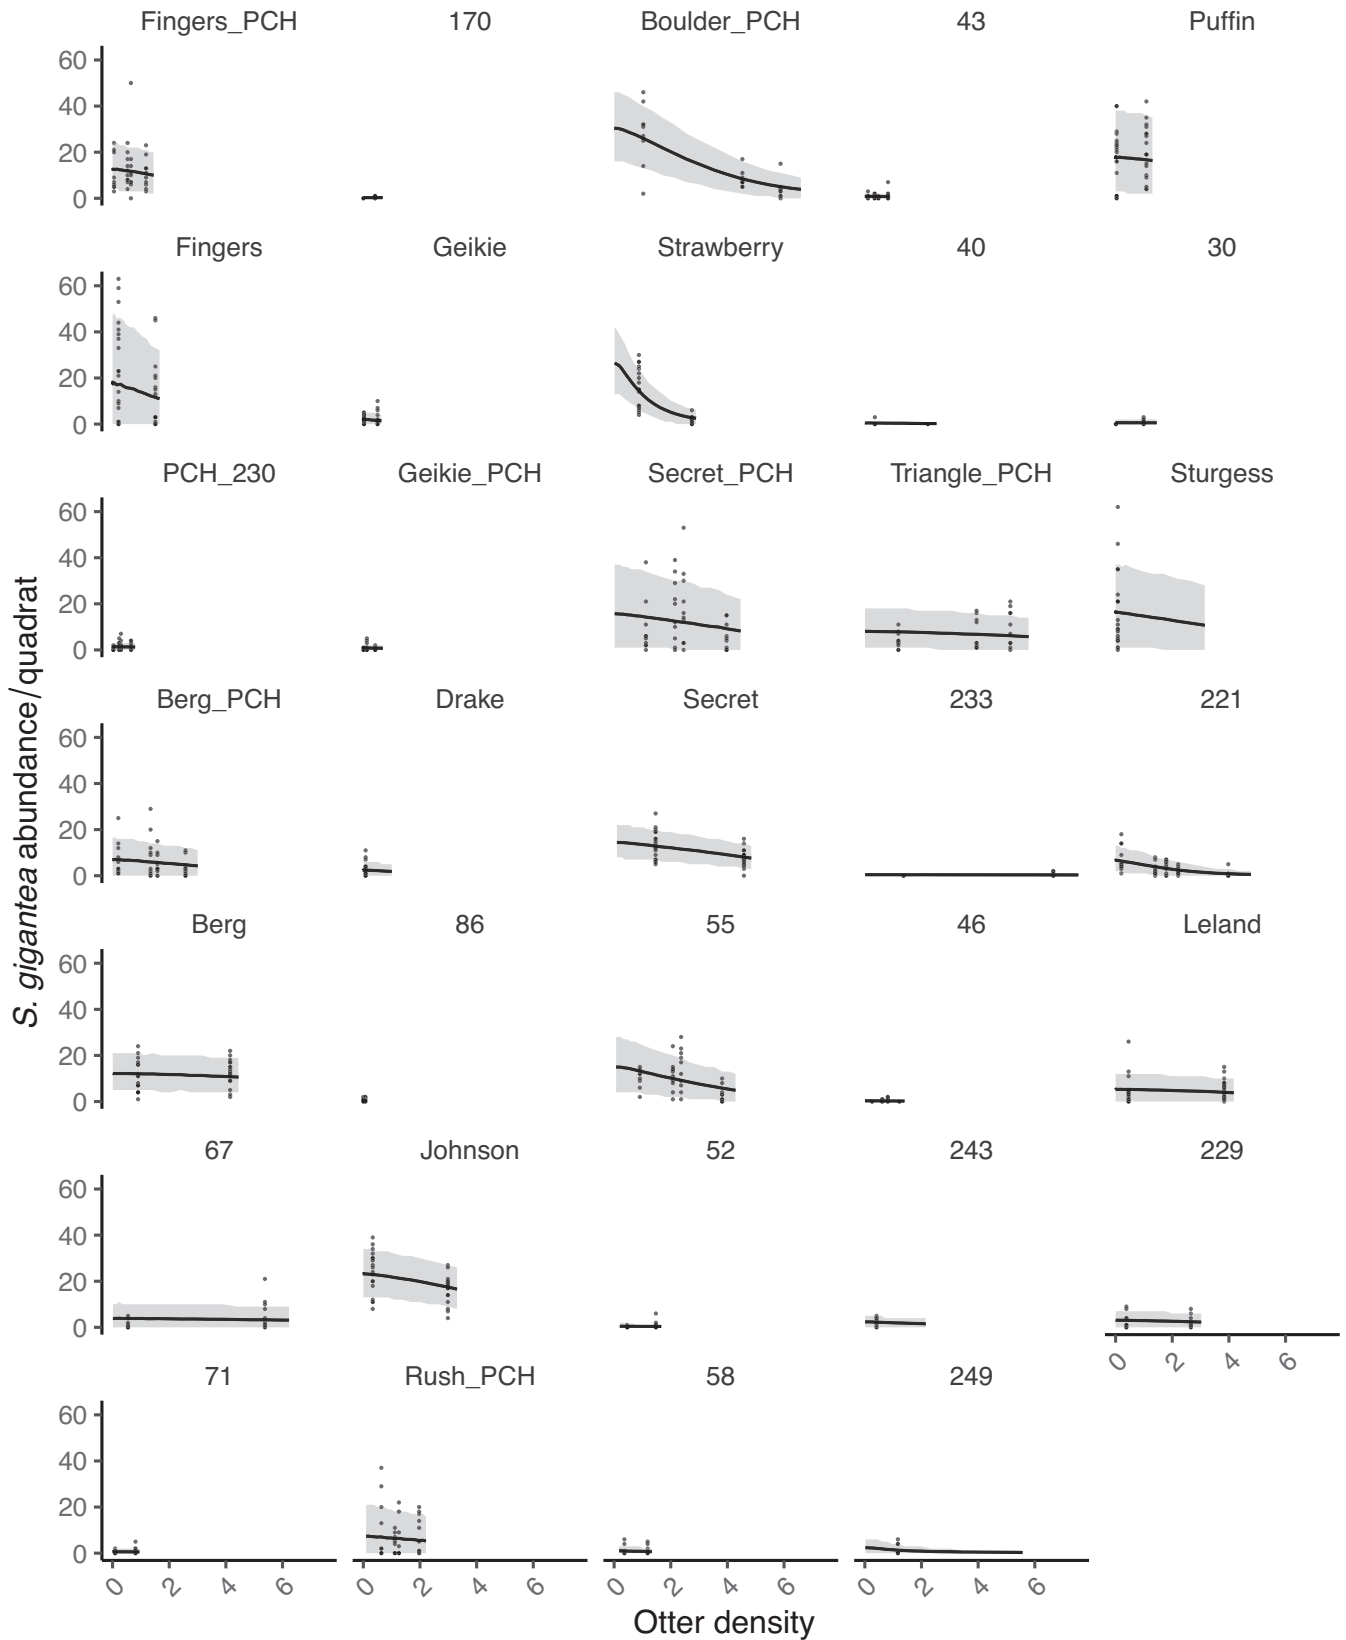 Fingers_PCH 170 Boulder_PCH 43 Puffin
60
40
20
0
Fingers Geikie Strawberry 40 30
60
40
20
0
PCH_230 Geikie_PCH Secret_PCH Triangle_PCH Sturgess
60
40
20
0
Berg_PCH Drake Secret 233 221
60
40
20
0
S. gigantea abundance/quadrat
Berg 86 55 46 Leland
60
40
20
0
67 Johnson 52 243 229
60
40
20
0
0 2 4 6
71 Rush_PCH 58 249
60
40
20
0
0 2 4 6 0 2 4 6 0 2 4 6 0 2 4 6
Otter density